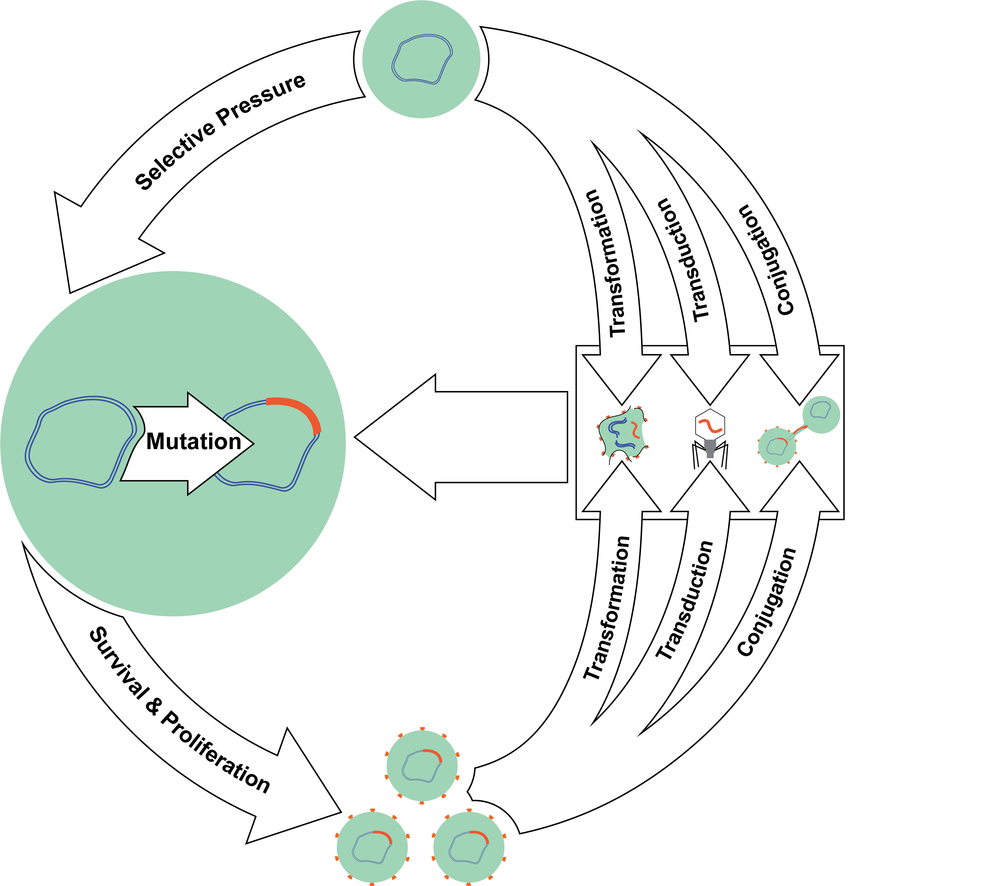 Selective Pressure
Transformation
Transduction
Conjugation
Mutation
Survival & Proliferation
Transformation
Transduction
Conjugation